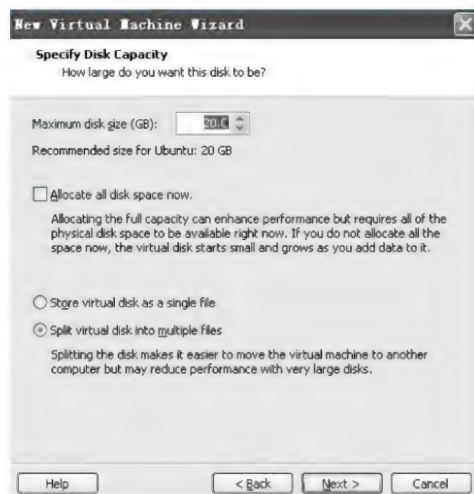 New Virtual Machine Wizard
Specify Disk Capacity
How large do you want this disk to be?
Maximum disk size (GB): 20.0
Recommended size for Ubuntu: 20 GB
Allocate all disk space now.
Allocating the full capacity can enhance performance but requires all of the
physical disk space to be available right now. If you do not allocate all the
space now, the virtual disk starts small and grows as you add data to it.
Store virtual disk as a single file
Split virtual disk into multiple files
Splitting the disk makes it easier to move the virtual machine to another
computer but may reduce performance with very large disks.
Help < Back Next > Cancel